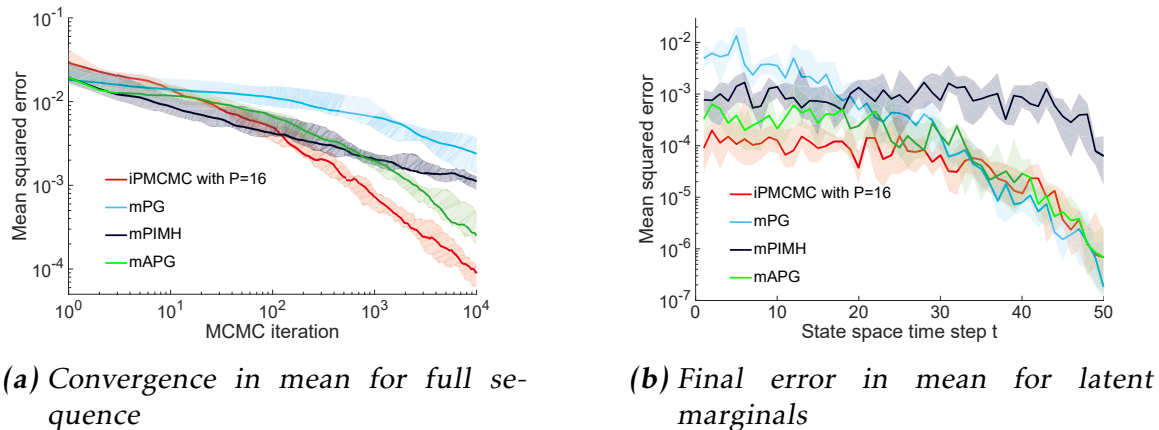 10^-1
10^-2
10^-3
10^-4
Mean squared error
iPMCMC with P=16
mPG
mPIMH
mAPG
10^0 10^1 10^2 10^3 10^4
MCMC iteration
(a) Convergence in mean for full se-
quence
10^-2
10^-3
10^-4
10^-5
10^-6
10^-7
Mean squared error
iPMCMC with P=16
mPG
mPIMH
mAPG
0 10 20 30 40 50
State space time step t
(b) Final error in mean for latent
marginals